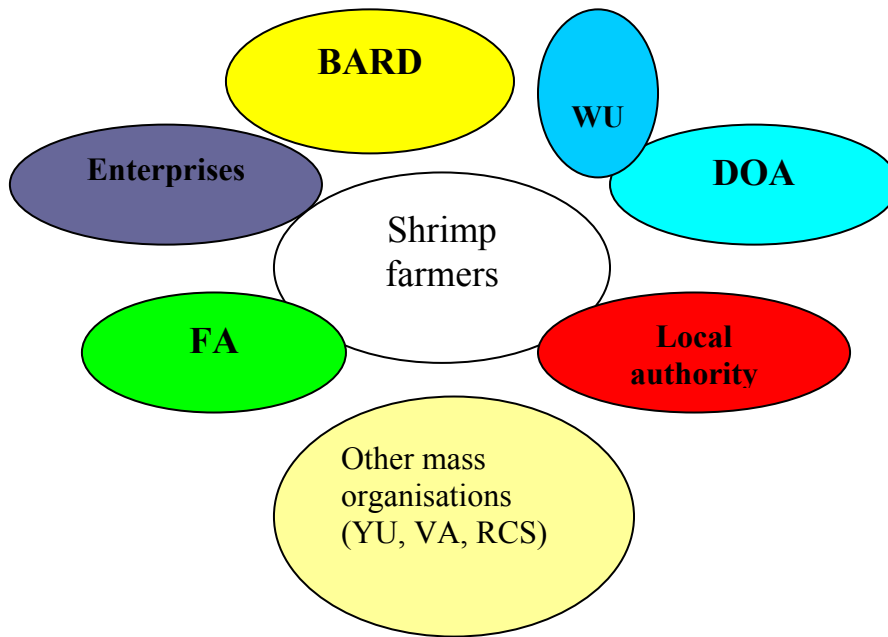 BARD
WU
Enterprises
DOA
Shrimp
farmers
FA
Local
authority
Other mass
organisations
(YU, VA, RCS)